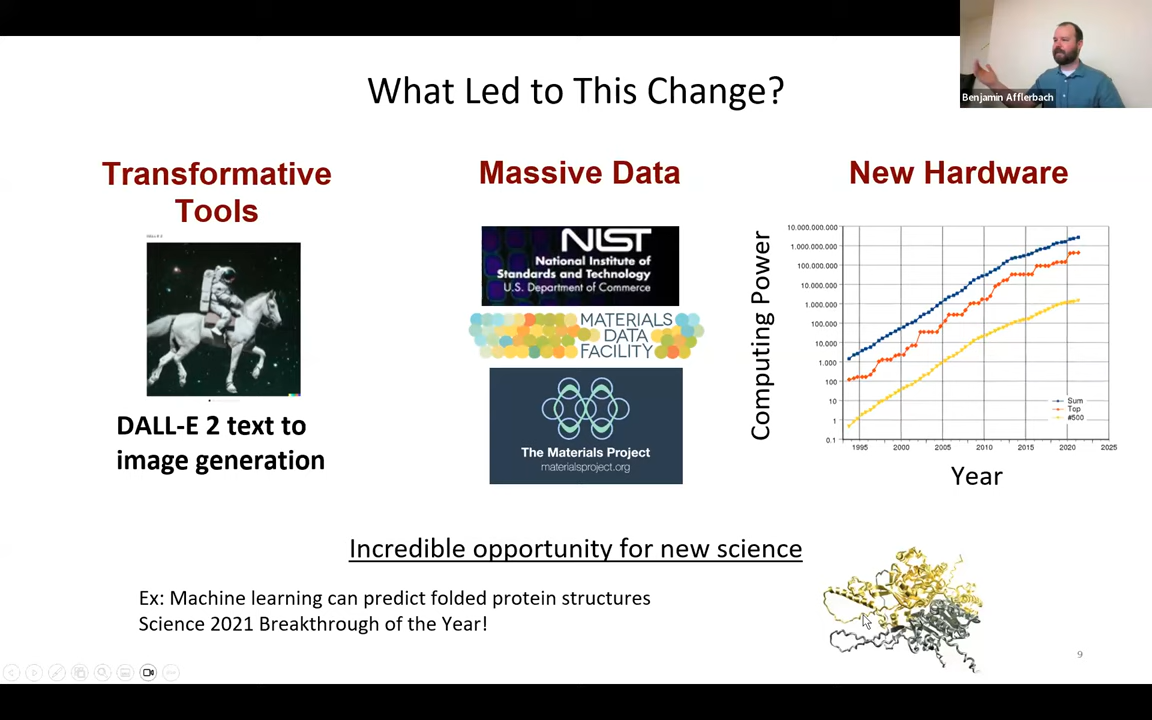 Benjamin Afflerbach
What Led to This Change?
Transformative
Tools
DALL-E 2
DALL-E 2 text to
image generation
Massive Data
NIST
National Institute of
Standards and Technology
U.S. Department of Commerce
MATERIALS
DATA
FACILITY
The Materials Project
materialsproject.org
New Hardware
Computing Power
10.000.000.000
1.000.000.000
100.000.000
10.000.000
1.000.000
100.000
10.000
1.000
100
10
1
0.1
Sum
Top
#500
1995
2000
2005
2010
2015
2020
2025
Year
Incredible opportunity for new science
Ex: Machine learning can predict folded protein structures
Science 2021 Breakthrough of the Year!
9